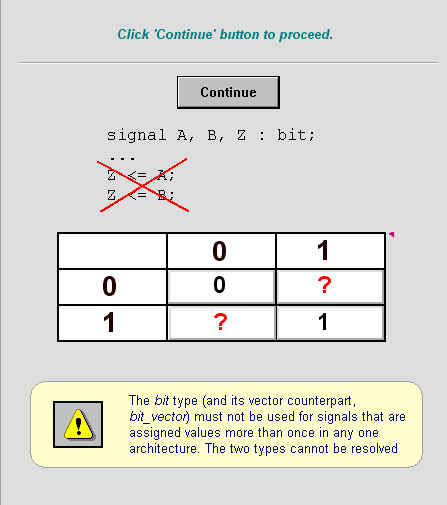 Click 'Continue' button to proceed.
Continue
signal A, B, Z : bit;
...
Z <= A;
Z <= B;
0 1
0 0 ?
1 ? 1
The bit type (and its vector counterpart,
bit_vector) must not be used for signals that are
assigned values more than once in any one
architecture. The two types cannot be resolved